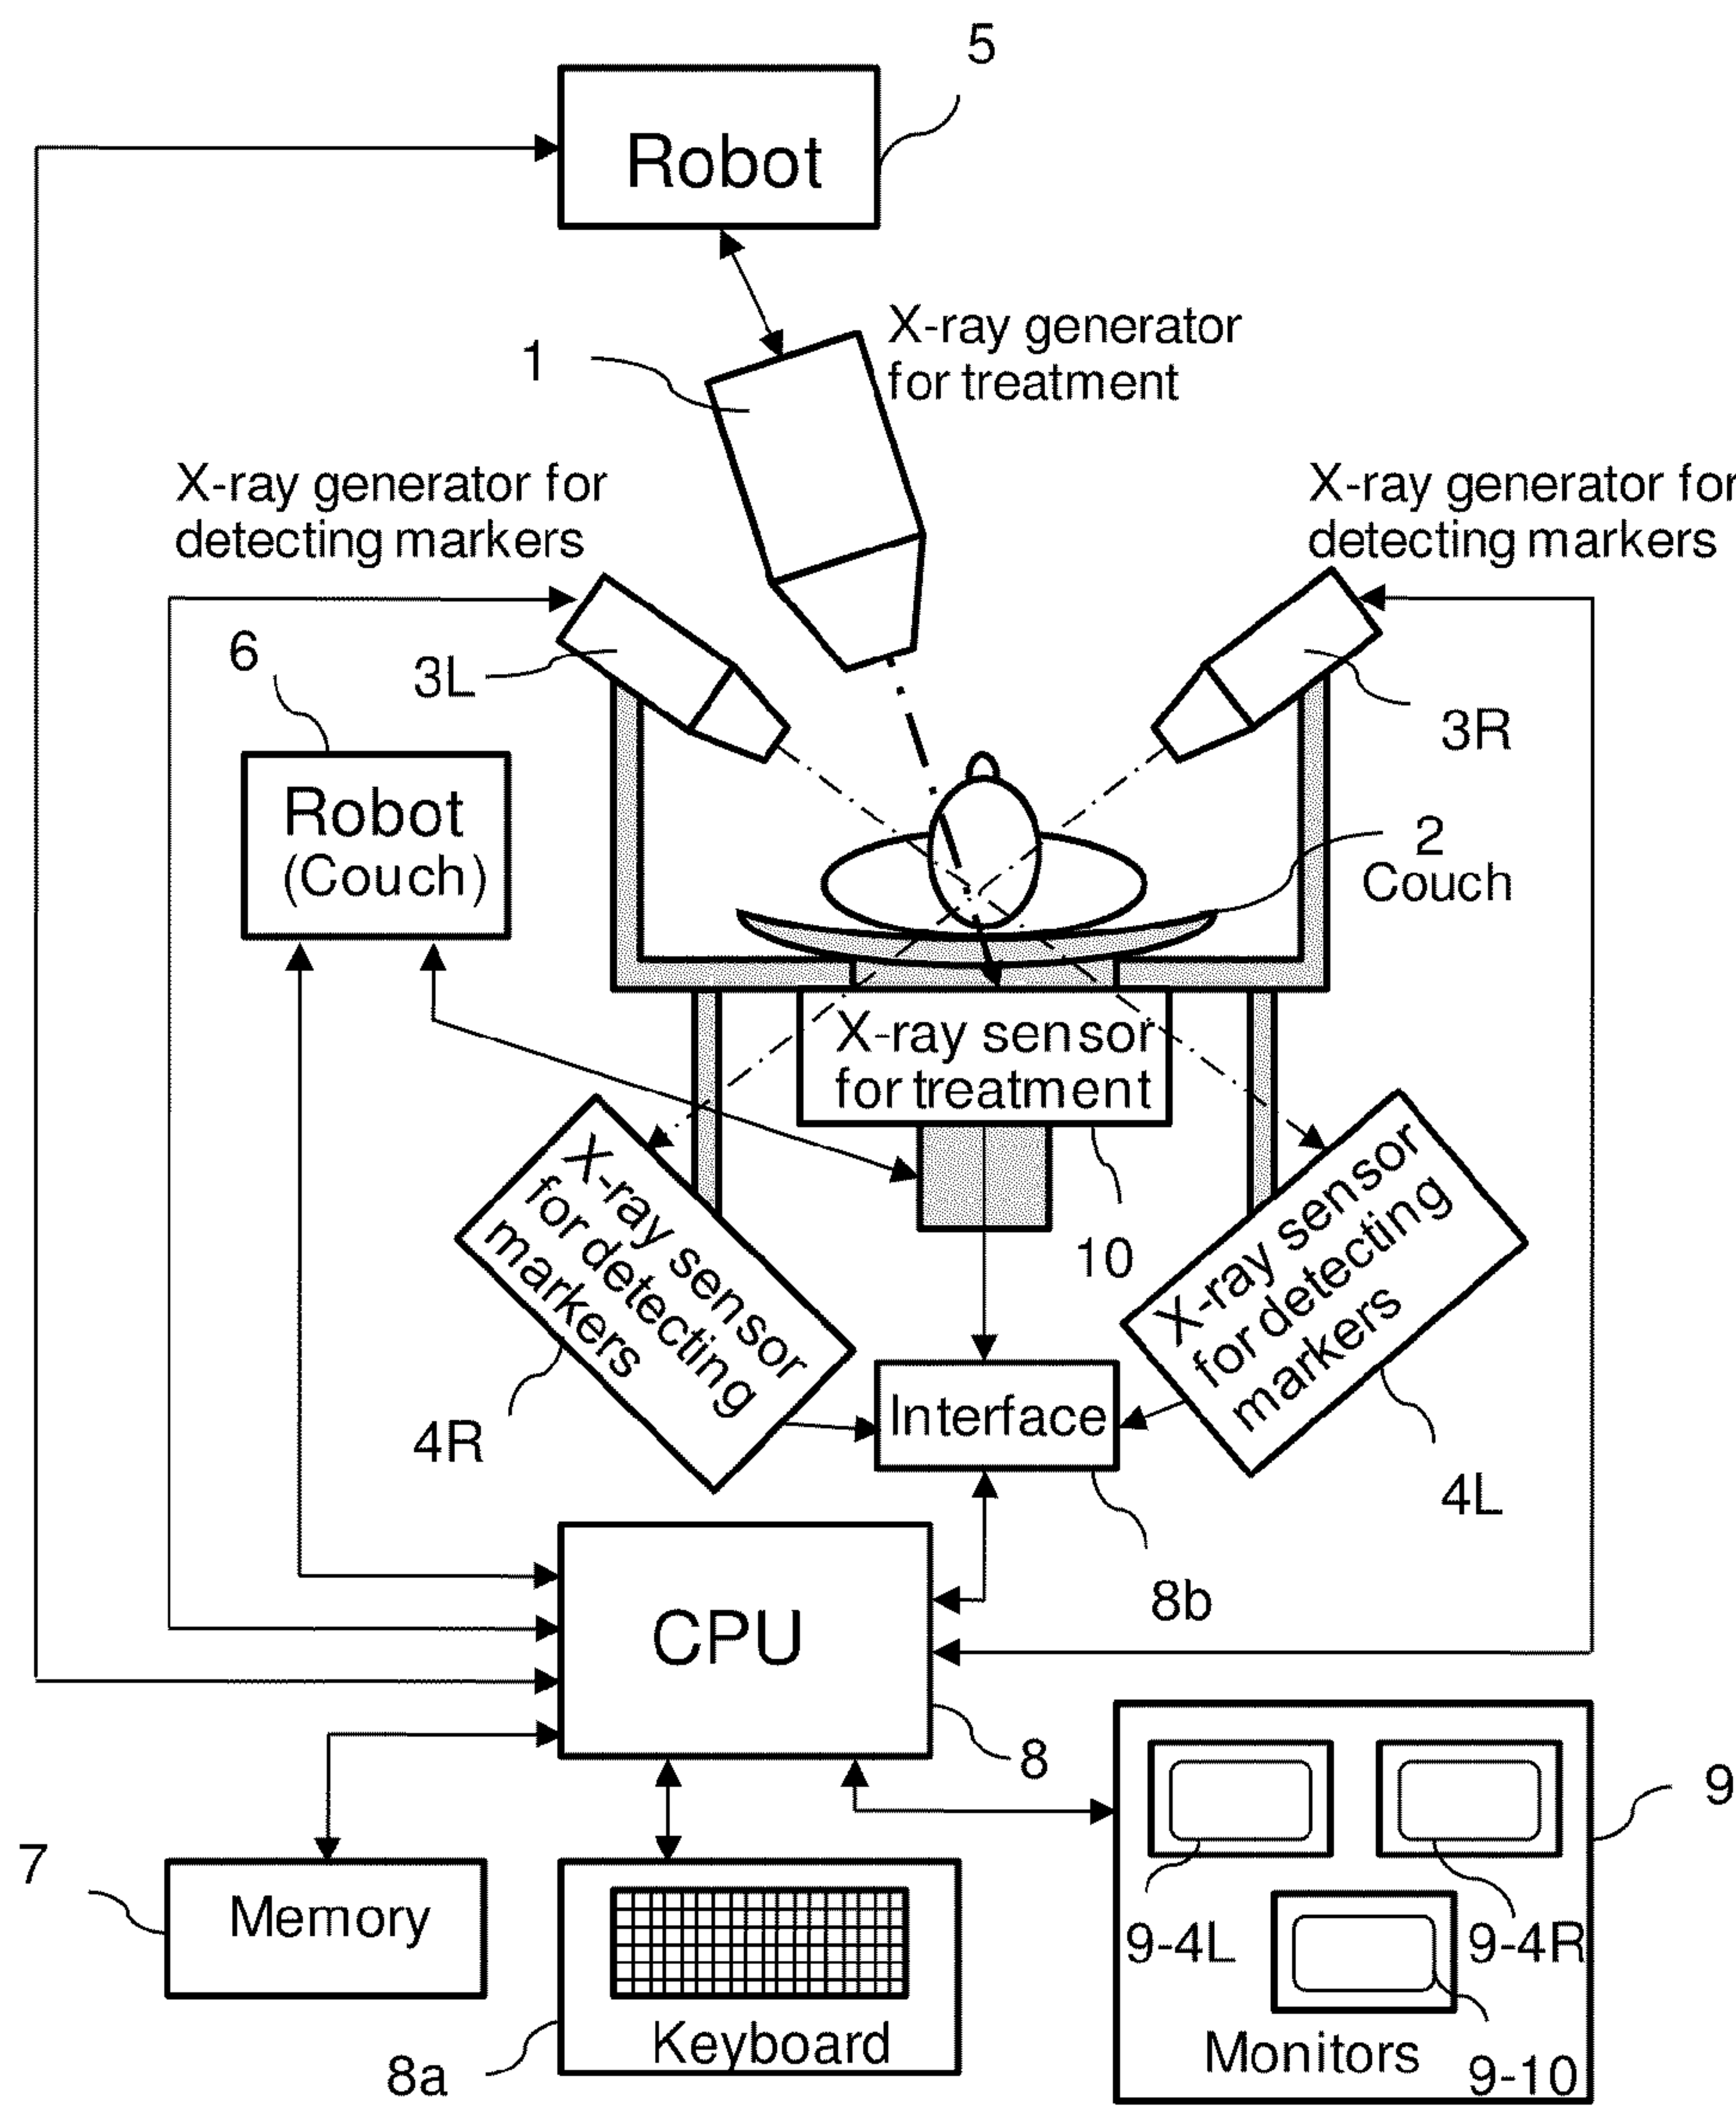 5
Robot
X-ray generator
for treatment
1
X-ray generator for
detecting markers
X-ray generator for
detecting markers
6
3L
3R
Robot
(Couch)
2
Couch
X-ray sensor
for treatment
X-ray sensor
for detecting
markers
X-ray sensor
for detecting
markers
10
Interface
4R
4L
8b
CPU
8
9
7
Memory
9-4L
9-4R
Keyboard
8a
Monitors
9-10